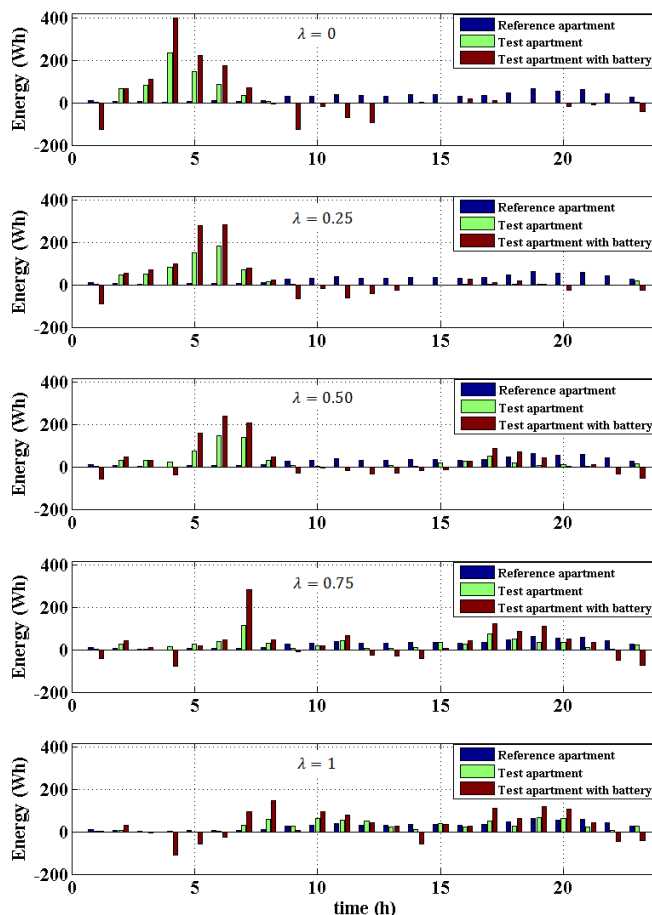 400
200
0
-200
Energy (Wh)
λ = 0
Reference apartment
Test apartment
Test apartment with battery
0
5
10
15
20
400
200
0
-200
Energy (Wh)
λ = 0.25
Reference apartment
Test apartment
Test apartment with battery
0
5
10
15
20
400
200
0
-200
Energy (Wh)
λ = 0.50
Reference apartment
Test apartment
Test apartment with battery
0
5
10
15
20
400
200
0
-200
Energy (Wh)
λ = 0.75
Reference apartment
Test apartment
Test apartment with battery
0
5
10
15
20
400
200
0
-200
Energy (Wh)
λ = 1
Reference apartment
Test apartment
Test apartment with battery
0
5
10
15
20
time (h)